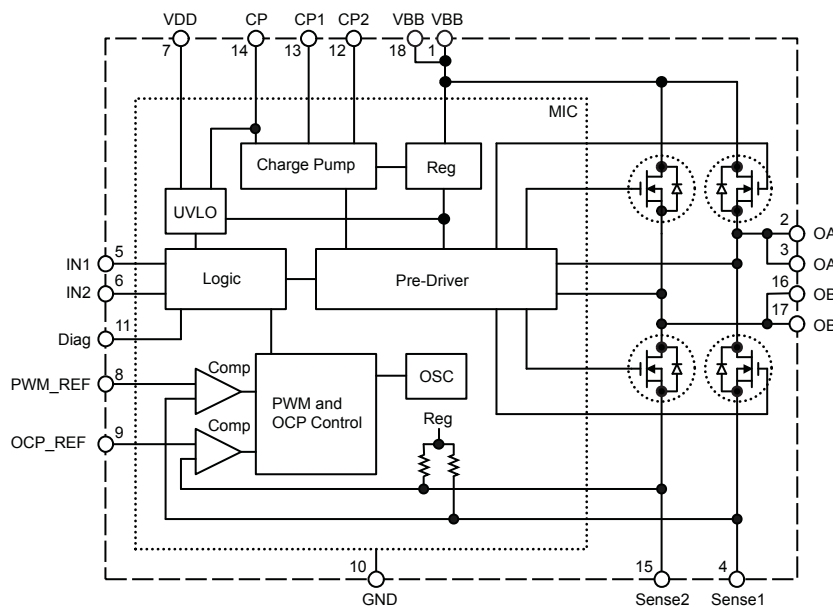 VDD CP CP1 CP2 VBB VBB
7 14 13 12 18 1
MIC
Charge Pump
Reg
UVLO
2 OA
3 OA
IN1 5
IN2 6
Logic
Pre-Driver
16 OB
17 OB
Diag 11
PWM_REF 8
Comp
OSC
PWM and
OCP Control
OCP_REF 9
Comp
Reg
10
GND
15
Sense2
4
Sense1